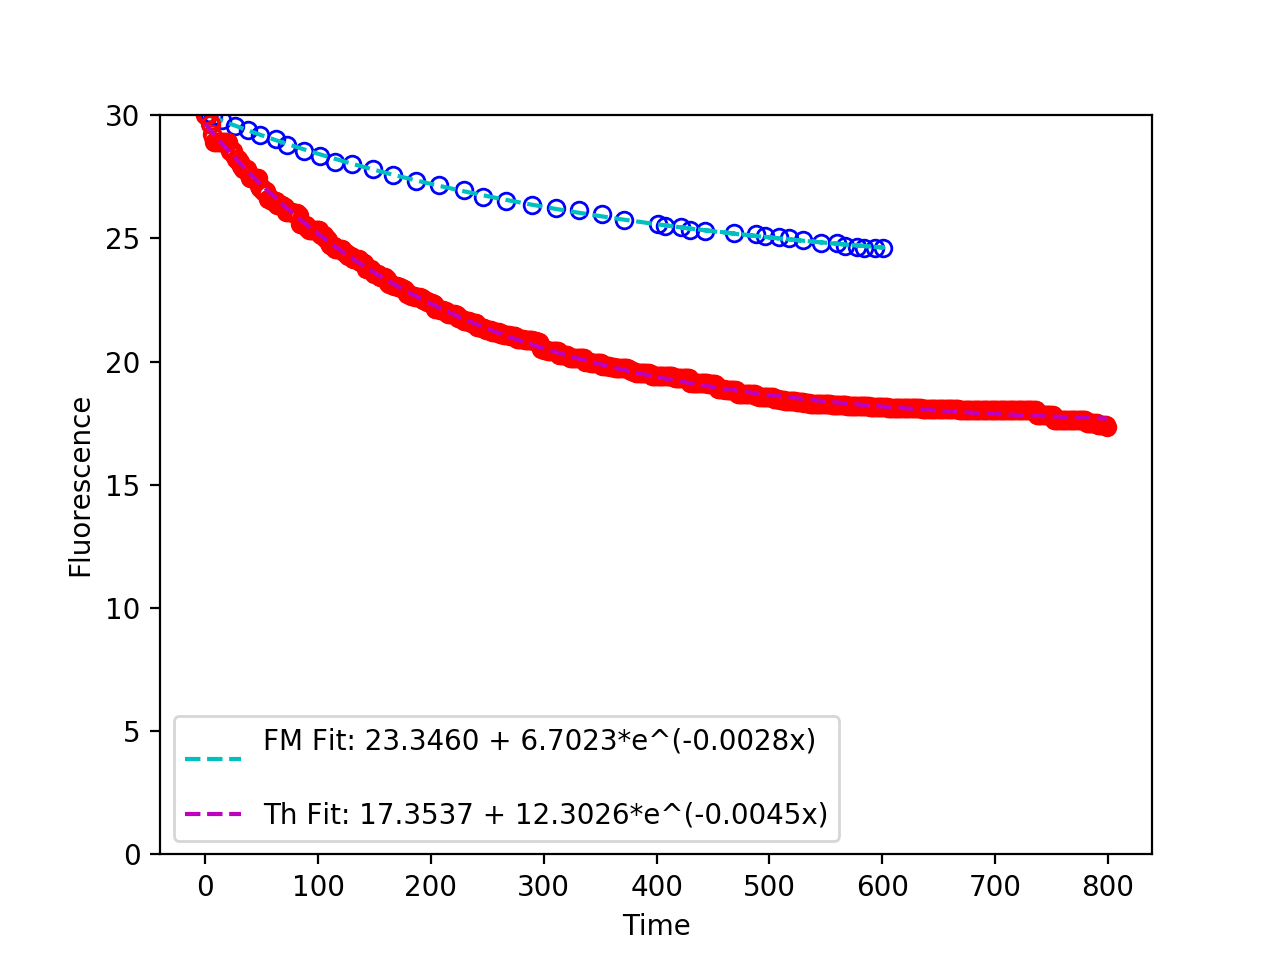 30
25
20
15
10
5
0
Fluorescence
FM Fit: 23.3460 + 6.7023*e^(-0.0028x)
Th Fit: 17.3537 + 12.3026*e^(-0.0045x)
0 100 200 300 400 500 600 700 800
Time